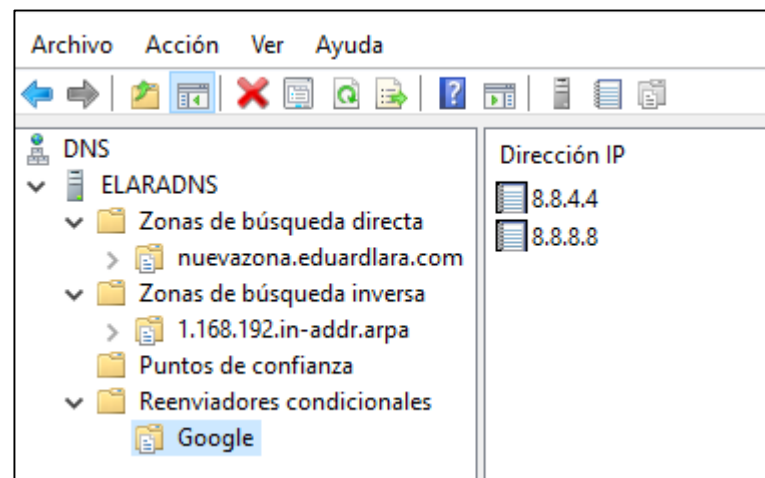 Archivo Acción Ver Ayuda
DNS
ELARADNS
Zonas de búsqueda directa
nuevazona.eduardlara.com
Zonas de búsqueda inversa
1.168.192.in-addr.arpa
Puntos de confianza
Reenviadores condicionales
Google
Dirección IP
8.8.4.4
8.8.8.8